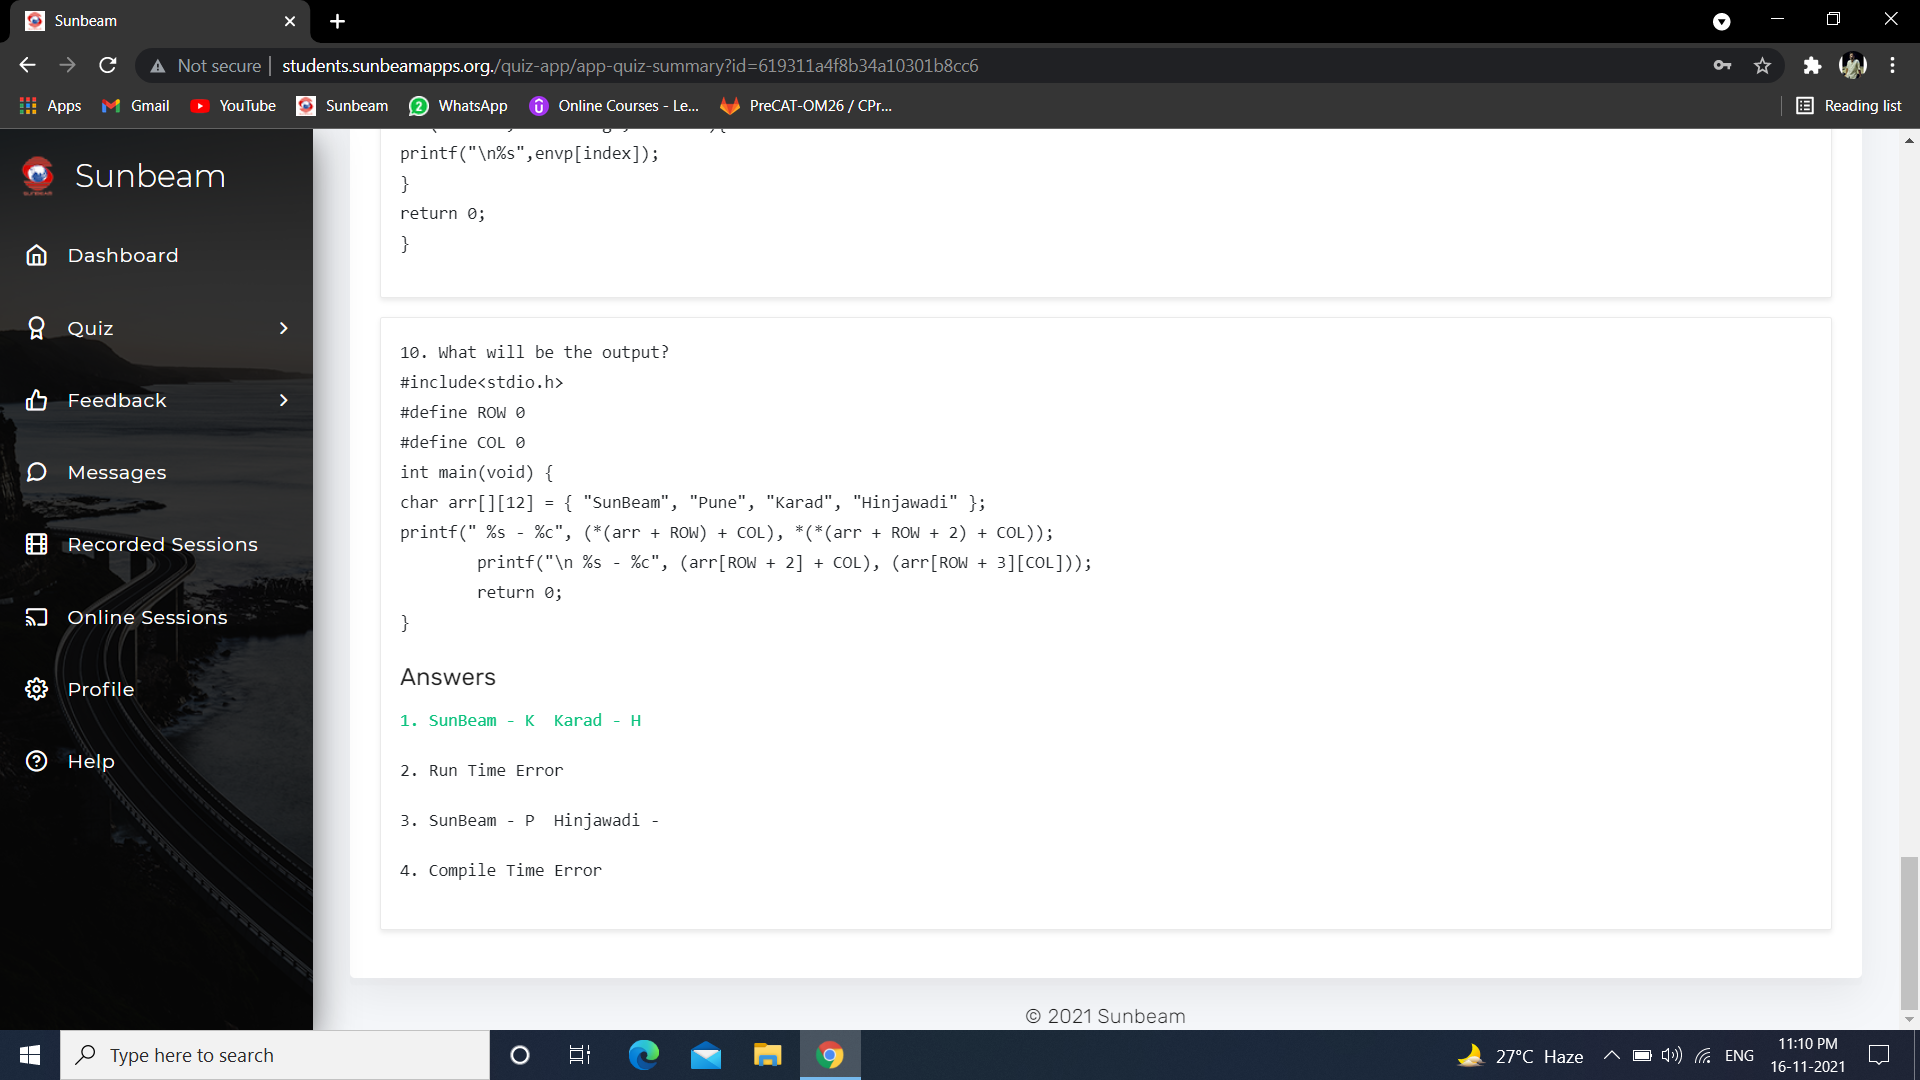 Sunbeam
Not secure | students.sunbeamapps.org./quiz-app/app-quiz-summary?id=619311a4f8b34a10301b8cc6
Apps Gmail YouTube Sunbeam WhatsApp Online Courses - Le... PreCAT-OM26 / CPr... Reading list
Sunbeam
Dashboard
Quiz
Feedback
Messages
Recorded Sessions
Online Sessions
Profile
Help
printf("\n%s",envp[index]);
}
return 0;
}
10. What will be the output?
#include<stdio.h>
#define ROW 0
#define COL 0
int main(void) {
char arr[][12] = { "SunBeam", "Pune", "Karad", "Hinjawadi" };
printf(" %s - %c", (*(arr + ROW) + COL), *(*(arr + ROW + 2) + COL));
printf("\n %s - %c", (arr[ROW + 2] + COL), (arr[ROW + 3][COL]));
return 0;
}
Answers
1. SunBeam - K  Karad - H
2. Run Time Error
3. SunBeam - P  Hinjawadi -
4. Compile Time Error
© 2021 Sunbeam
Type here to search
27°C Haze
ENG
11:10 PM
16-11-2021